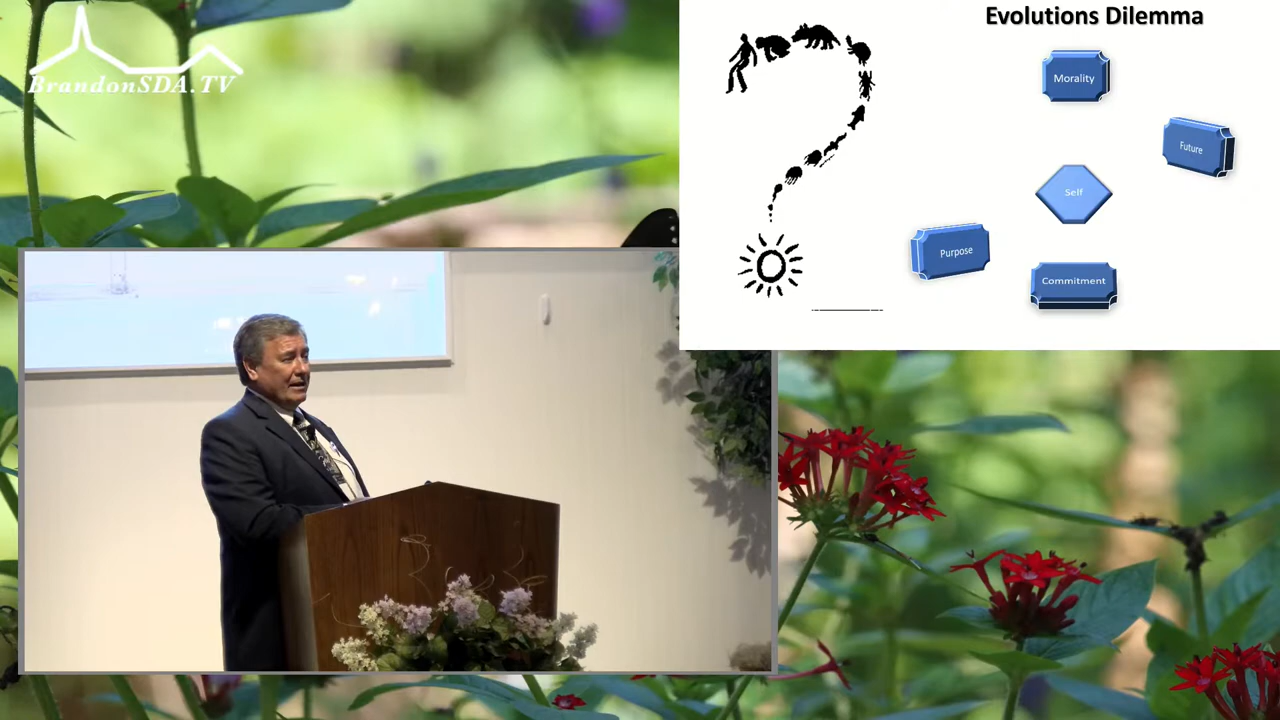 BrandonSDA.TV
Evolutions Dilemma
Morality
Future
Self
Purpose
Commitment